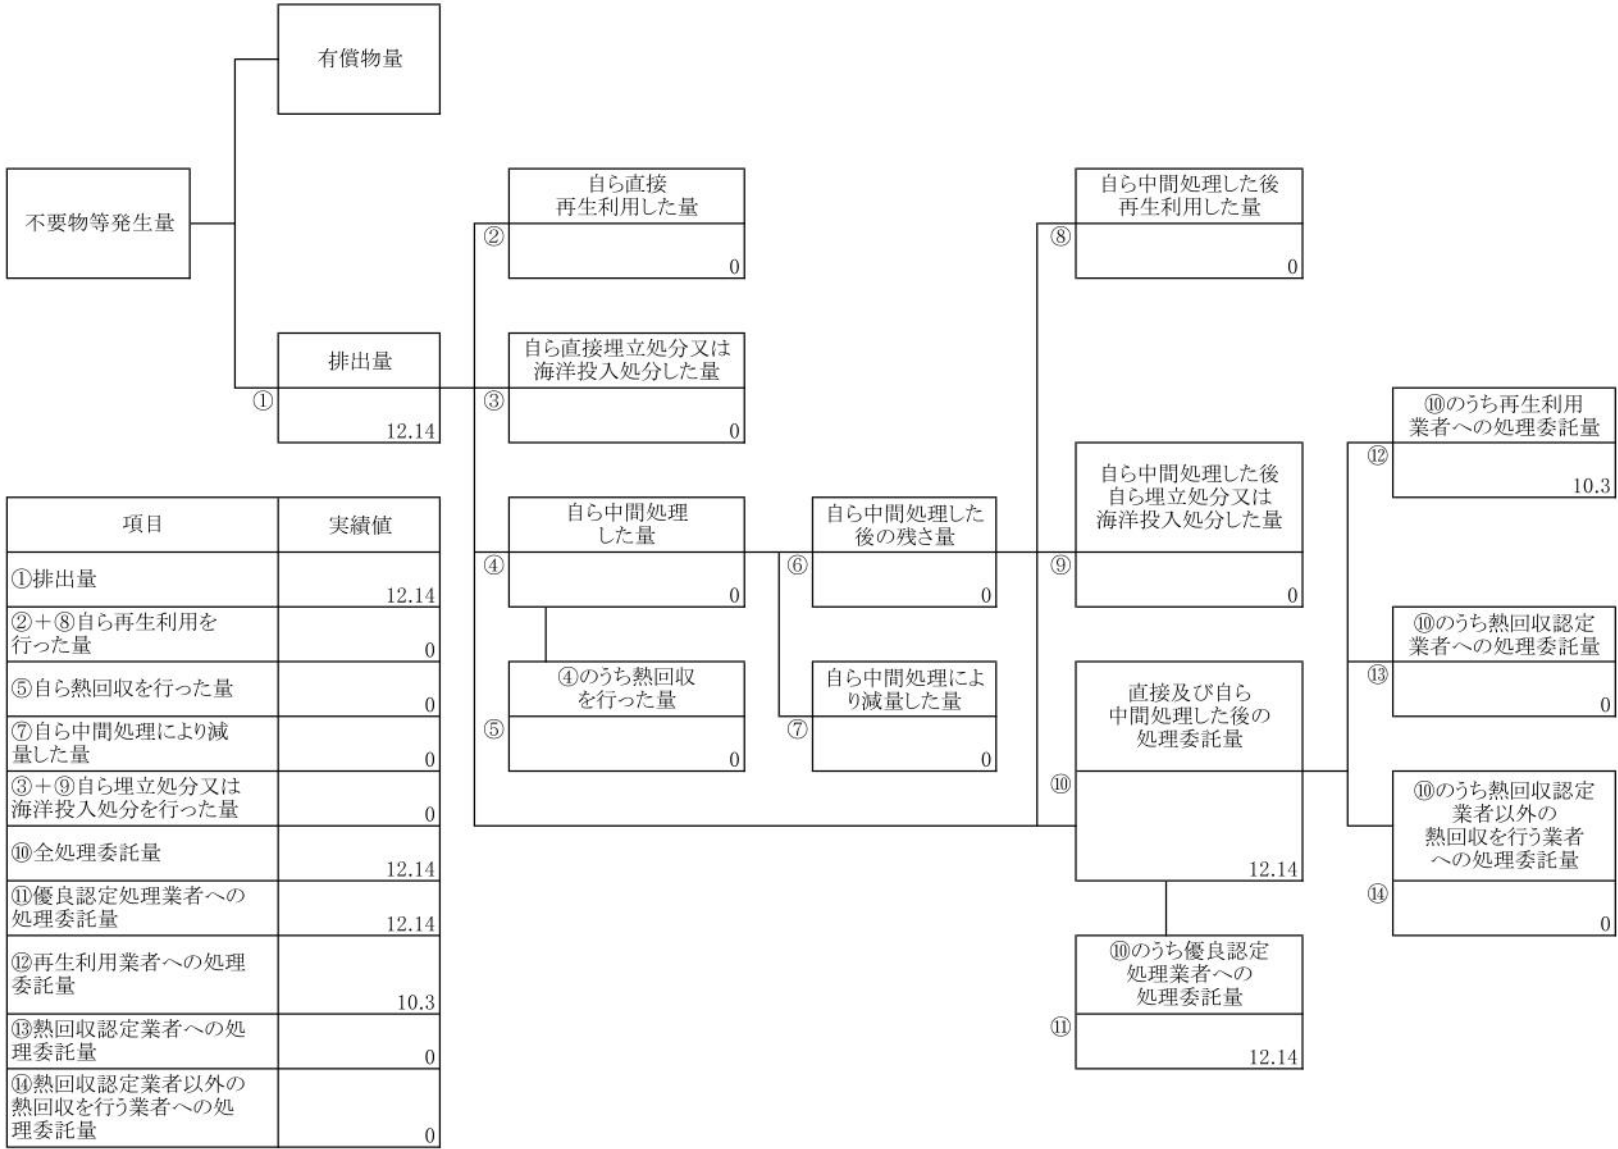 有償物量
不要物等発生量
排出量
①
12.14
自ら直接
再生利用した量
②
0
自ら直接埋立処分又は
海洋投入処分した量
③
0
自ら中間処理
した量
④
0
④のうち熱回収
を行った量
⑤
0
自ら中間処理した
後の残さ量
⑥
0
自ら中間処理によ
り減量した量
⑦
0
自ら中間処理した後
再生利用した量
⑧
0
自ら中間処理した後
自ら埋立処分又は
海洋投入処分した量
⑨
0
直接及び自ら
中間処理した後の
処理委託量
⑩
12.14
⑩のうち優良認定
処理業者への
処理委託量
⑪
12.14
⑩のうち再生利用
業者への処理委託量
⑫
10.3
⑩のうち熱回収認定
業者への処理委託量
⑬
0
⑩のうち熱回収認定
業者以外の
熱回収を行う業者
への処理委託量
⑭
0
項目 実績値
①排出量
12.14
②＋⑧自ら再生利用を
行った量
0
⑤自ら熱回収を行った量
0
⑦自ら中間処理により減
量した量
0
③＋⑨自ら埋立処分又は
海洋投入処分を行った量
0
⑩全処理委託量
12.14
⑪優良認定処理業者への
処理委託量
12.14
⑫再生利用業者への処理
委託量
10.3
⑬熱回収認定業者への処
理委託量
0
⑭熱回収認定業者以外の
熱回収を行う業者への処
理委託量
0